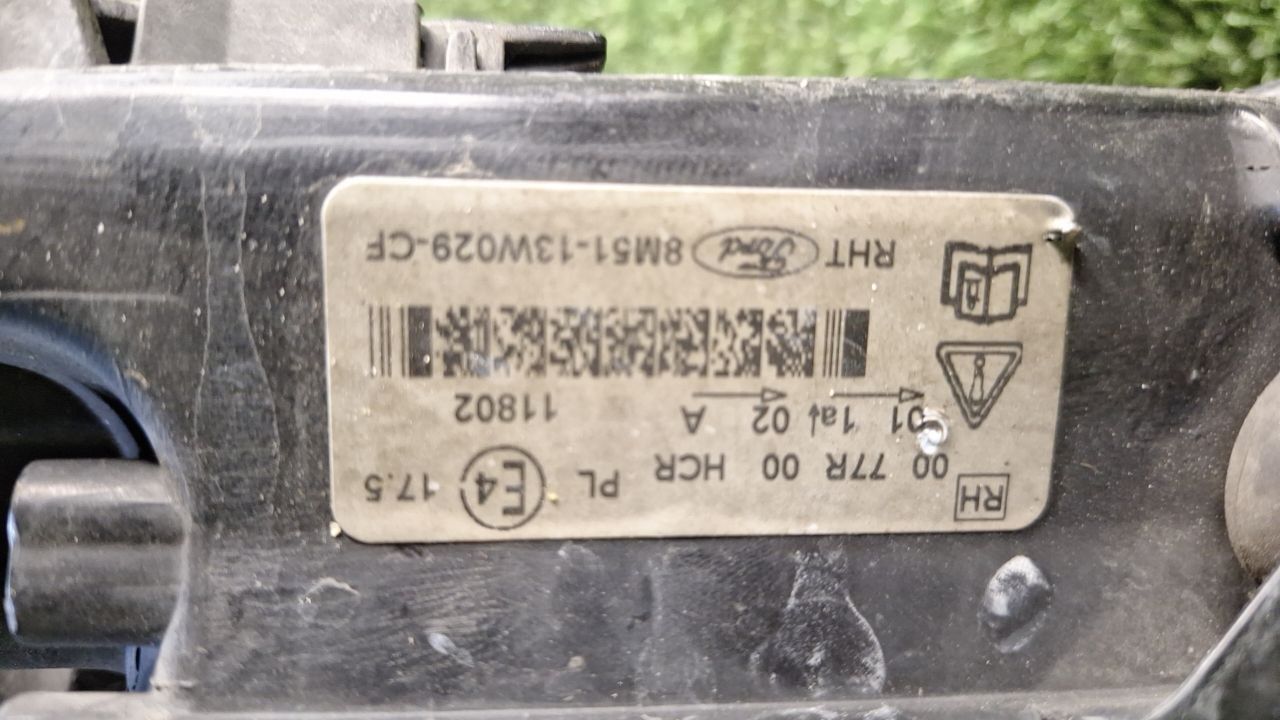 RH 00 77R 00 HCR PL E4 17.5
01 1a 02 A 11802
RHT Ford 8M51-13W029-CF